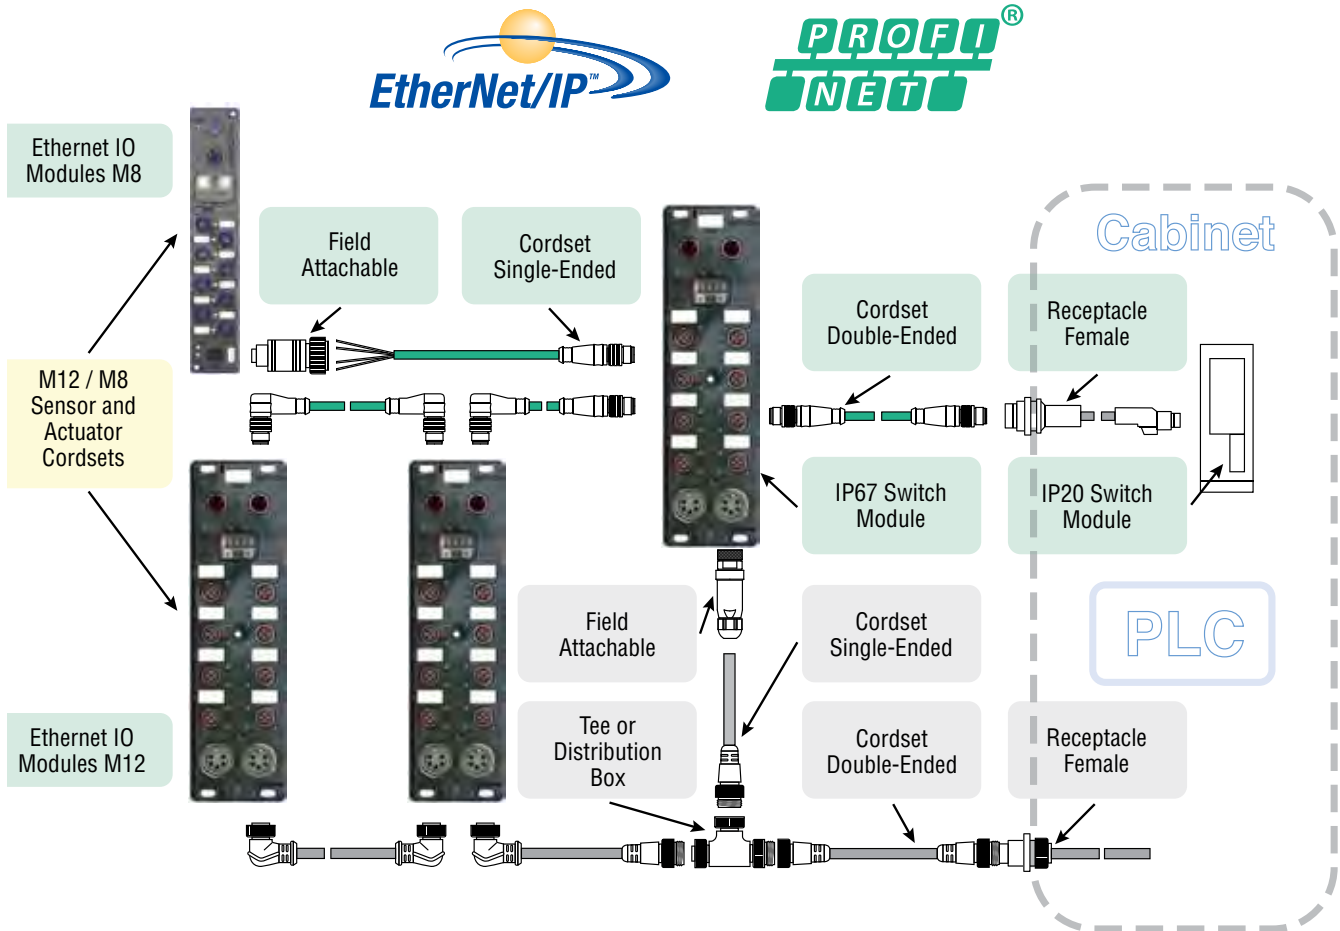 EtherNet/IP™
PROFI®
NET
Ethernet IO
Modules M8
Field
Attachable
Cordset
Single-Ended
Cabinet
Cordset
Double-Ended
Receptacle
Female
M12 / M8
Sensor and
Actuator
Cordsets
IP67 Switch
Module
IP20 Switch
Module
Field
Attachable
Cordset
Single-Ended
PLC
Ethernet IO
Modules M12
Tee or
Distribution
Box
Cordset
Double-Ended
Receptacle
Female